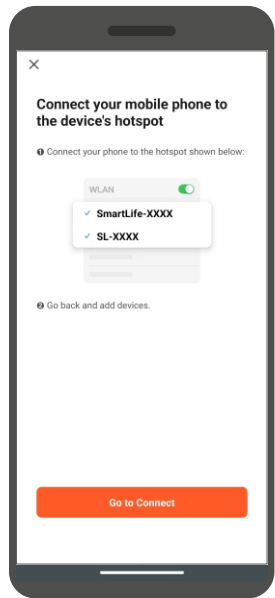 Connect your mobile phone to
the device's hotspot
❶ Connect your phone to the hotspot shown below:
WLAN
SmartLife-XXXX
SL-XXXX
❷ Go back and add devices.
Go to Connect